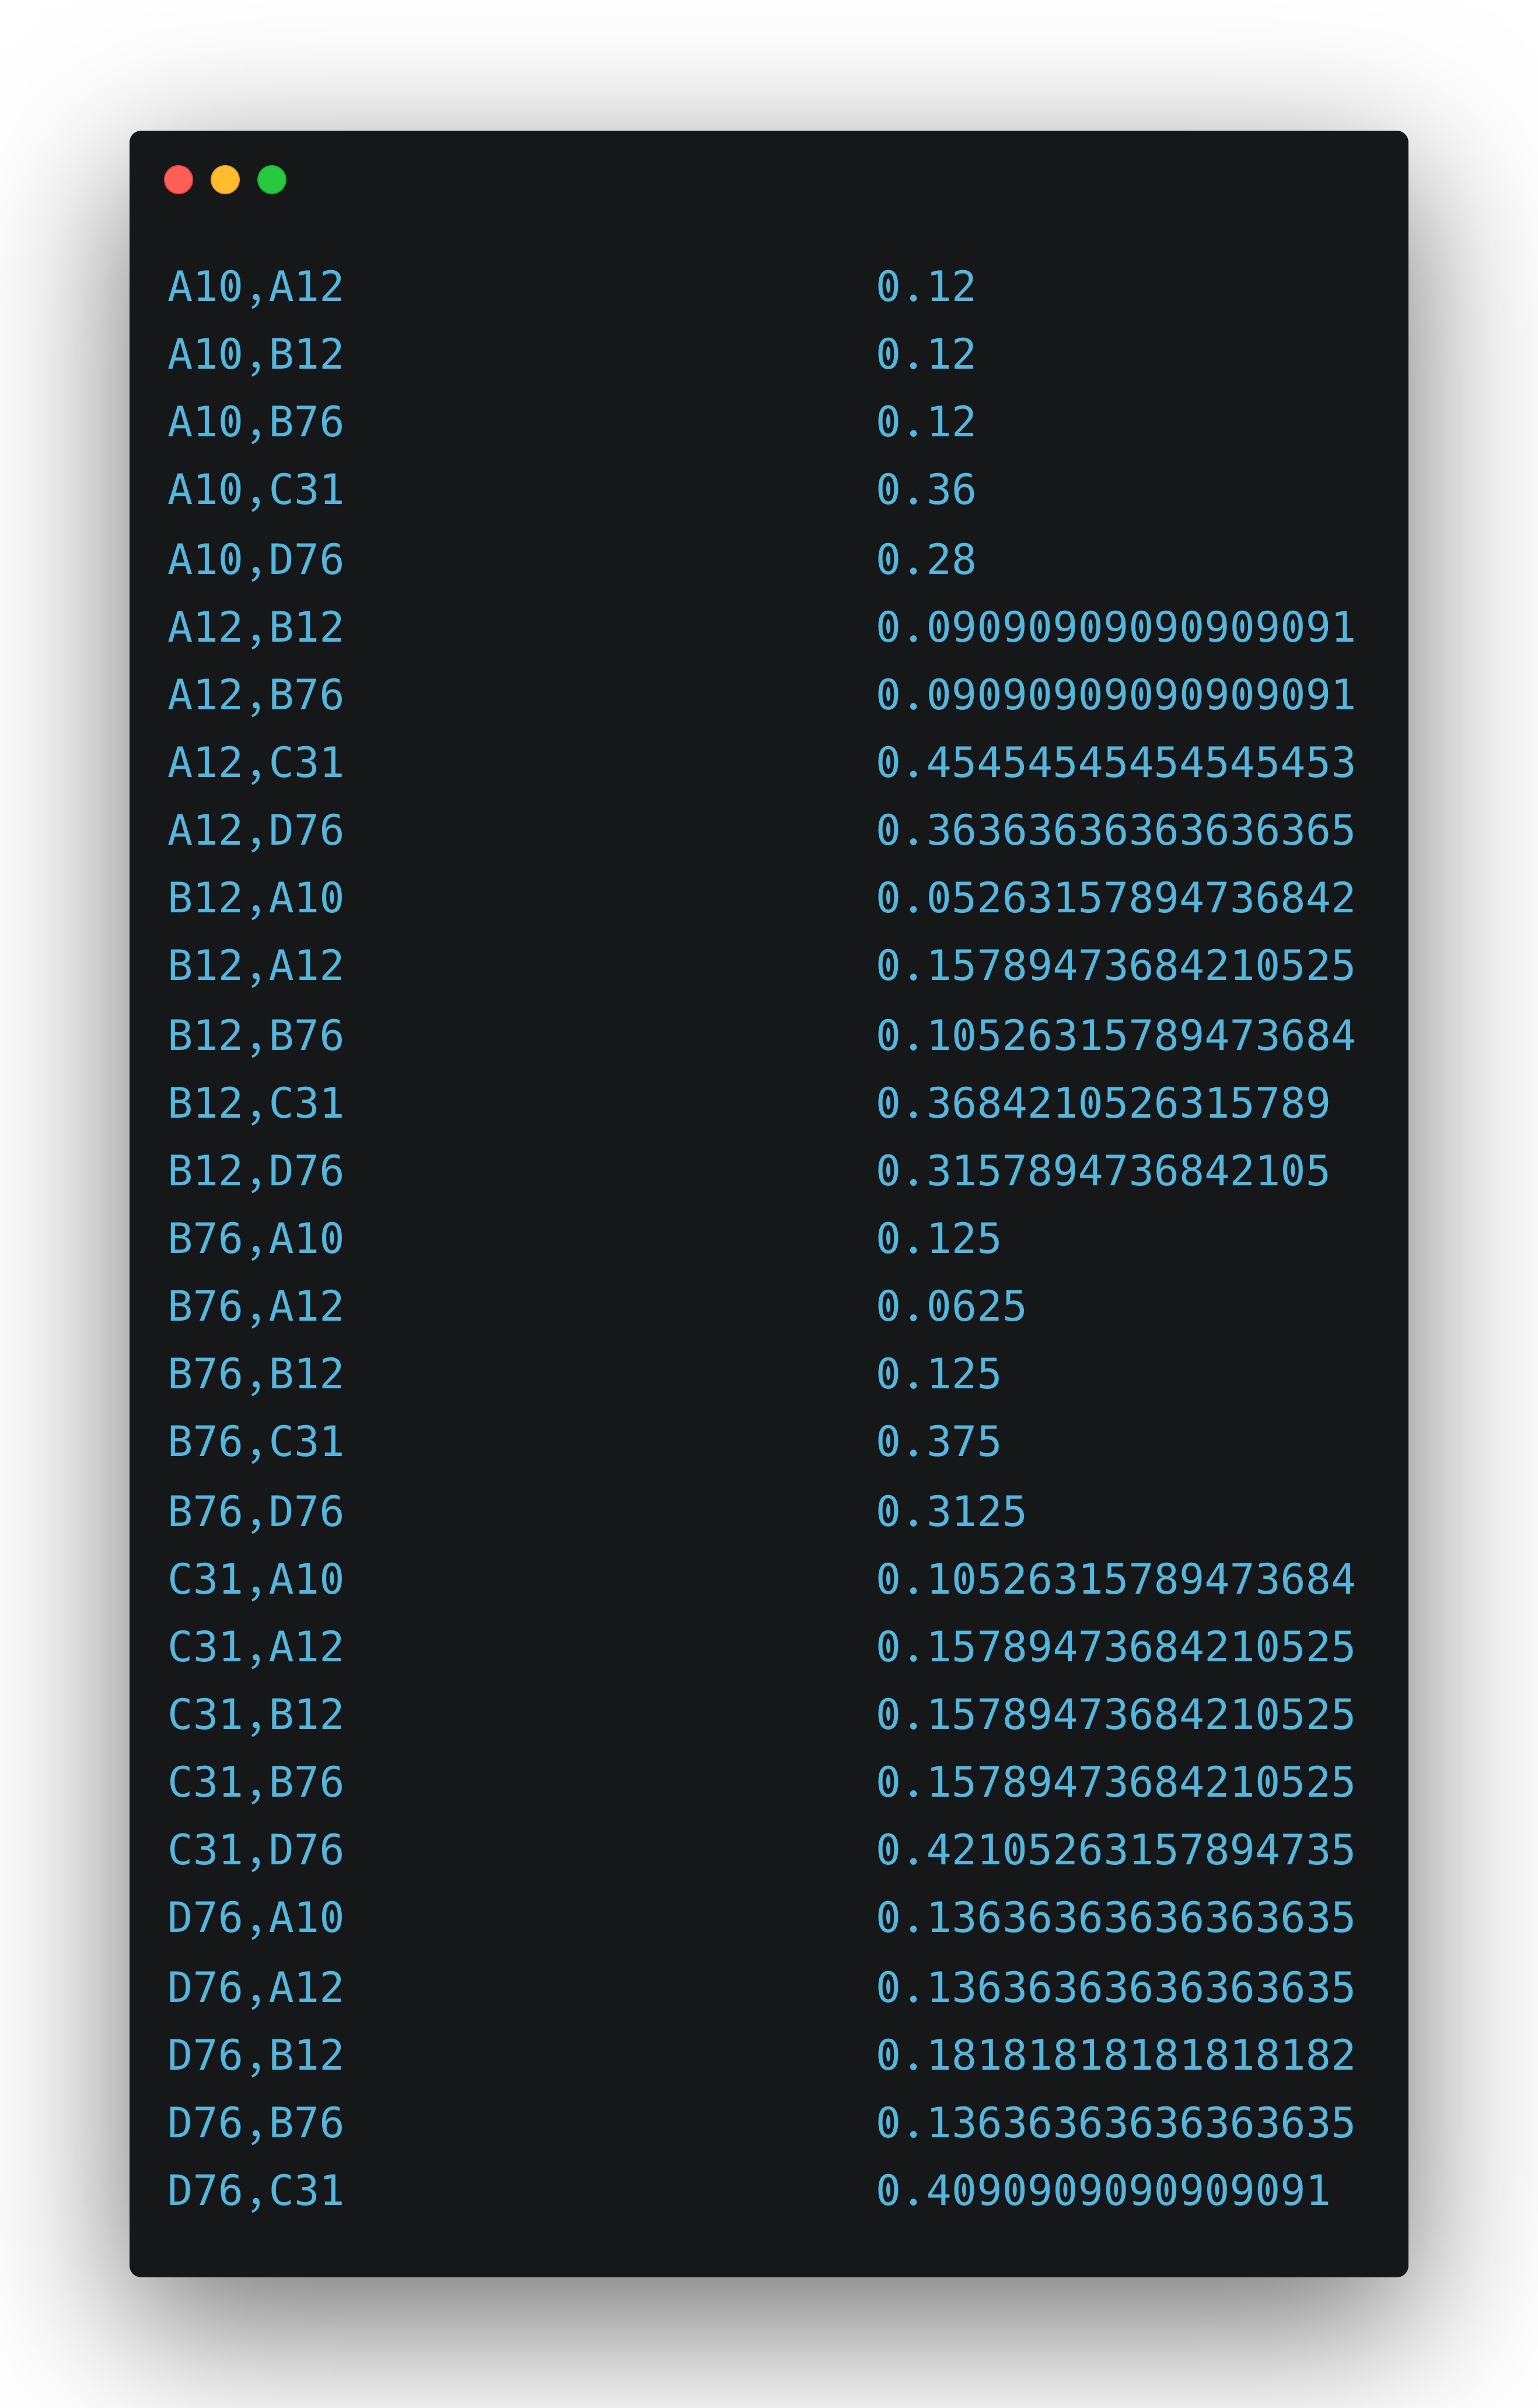 A10,A12 0.12
A10,B12 0.12
A10,B76 0.12
A10,C31 0.36
A10,D76 0.28
A12,B12 0.09090909090909091
A12,B76 0.09090909090909091
A12,C31 0.45454545454545453
A12,D76 0.36363636363636365
B12,A10 0.05263157894736842
B12,A12 0.15789473684210525
B12,B76 0.10526315789473684
B12,C31 0.3684210526315789
B12,D76 0.3157894736842105
B76,A10 0.125
B76,A12 0.0625
B76,B12 0.125
B76,C31 0.375
B76,D76 0.3125
C31,A10 0.10526315789473684
C31,A12 0.15789473684210525
C31,B12 0.15789473684210525
C31,B76 0.15789473684210525
C31,D76 0.42105263157894735
D76,A10 0.13636363636363635
D76,A12 0.13636363636363635
D76,B12 0.18181818181818182
D76,B76 0.13636363636363635
D76,C31 0.4090909090909091